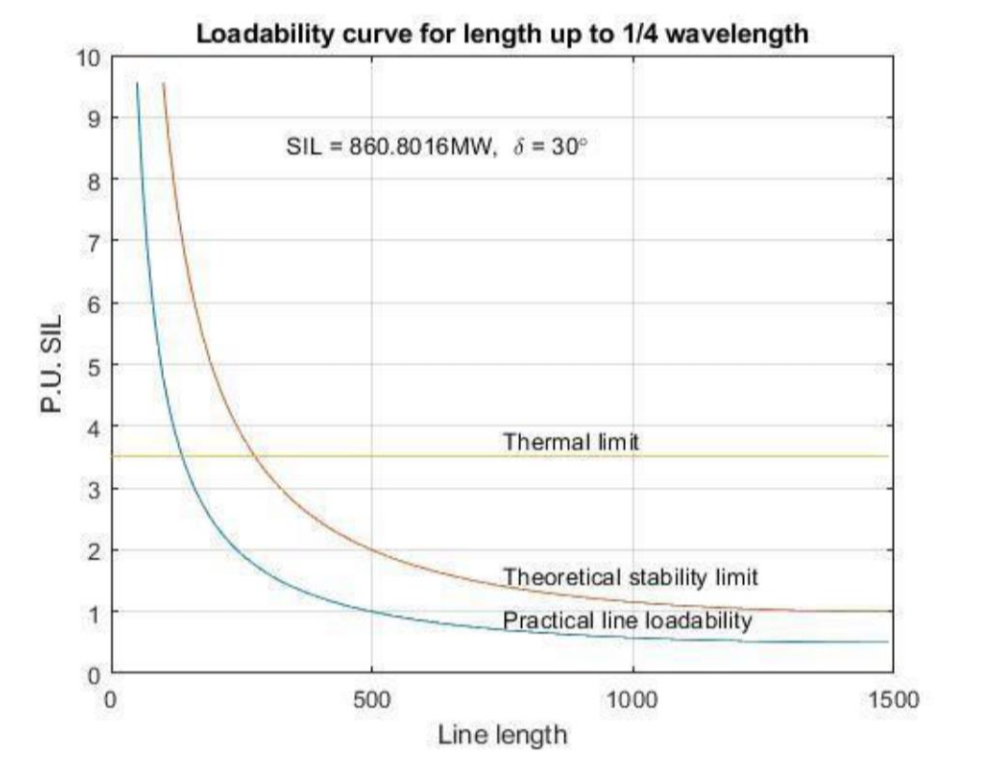 Loadability curve for length up to 1/4 wavelength
10
9
SIL = 860.8016MW, δ = 30°
8
7
6
5
P.U. SIL
4
Thermal limit
3
2
Theoretical stability limit
1
Practical line loadability
0
0 500 1000 1500
Line length